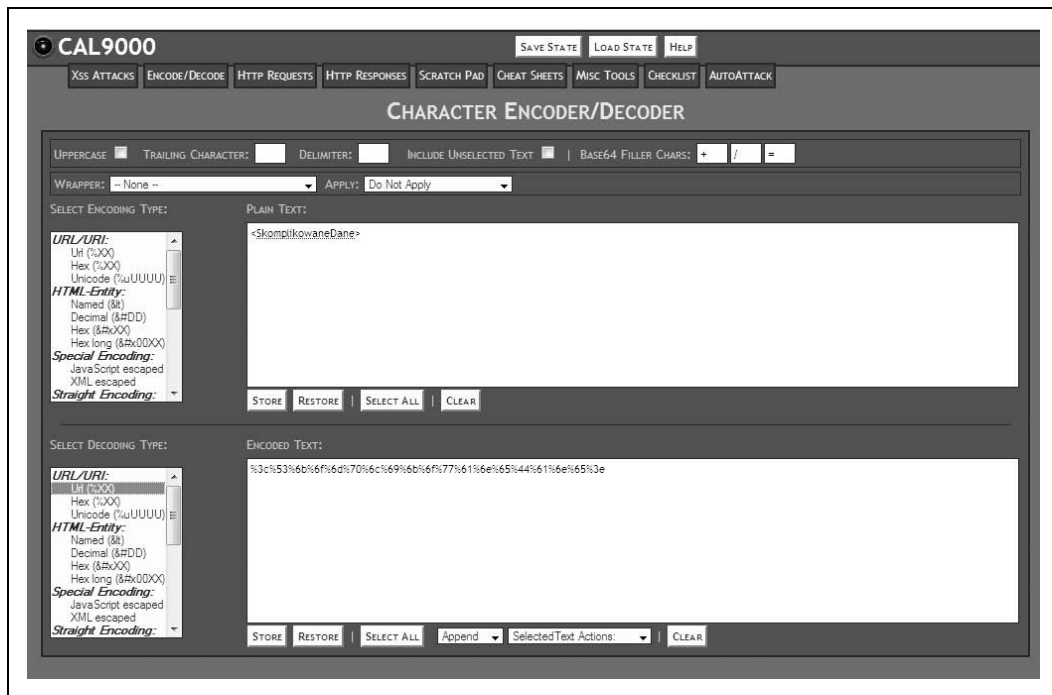 CAL9000
SAVE STATE LOAD STATE HELP
XSS ATTACKS ENCODE/DECODE HTTP REQUESTS HTTP RESPONSES SCRATCH PAD CHEAT SHEETS MISC TOOLS CHECKLIST AUTOATTACK
CHARACTER ENCODER/DECODER
UPPERCASE TRAILING CHARACTER: DELIMITER: INCLUDE UNSELECTED TEXT | BASE64 FILLER CHARS: + / =
WRAPPER: -- None -- APPLY: Do Not Apply
SELECT ENCODING TYPE: PLAIN TEXT:
<SkomplikowaneDane>
URL/URI:
Url (%XX)
Hex (%XX)
Unicode (%uUUUU)
HTML-Entity:
Named (&lt)
Decimal (&#DD)
Hex (&#xXX)
Hex long (&#x00XX)
Special Encoding:
JavaScript escaped
XML escaped
Straight Encoding:
STORE RESTORE | SELECT ALL | CLEAR
SELECT DECODING TYPE: ENCODED TEXT:
%3c%53%6b%6f%6d%70%6c%69%6b%6f%77%61%6e%65%44%61%6e%65%3e
URL/URI:
Url (%XX)
Hex (%XX)
Unicode (%uUUUU)
HTML-Entity:
Named (&lt)
Decimal (&#DD)
Hex (&#xXX)
Hex long (&#x00XX)
Special Encoding:
JavaScript escaped
XML escaped
Straight Encoding:
STORE RESTORE | SELECT ALL Append SelectedText Actions: | CLEAR